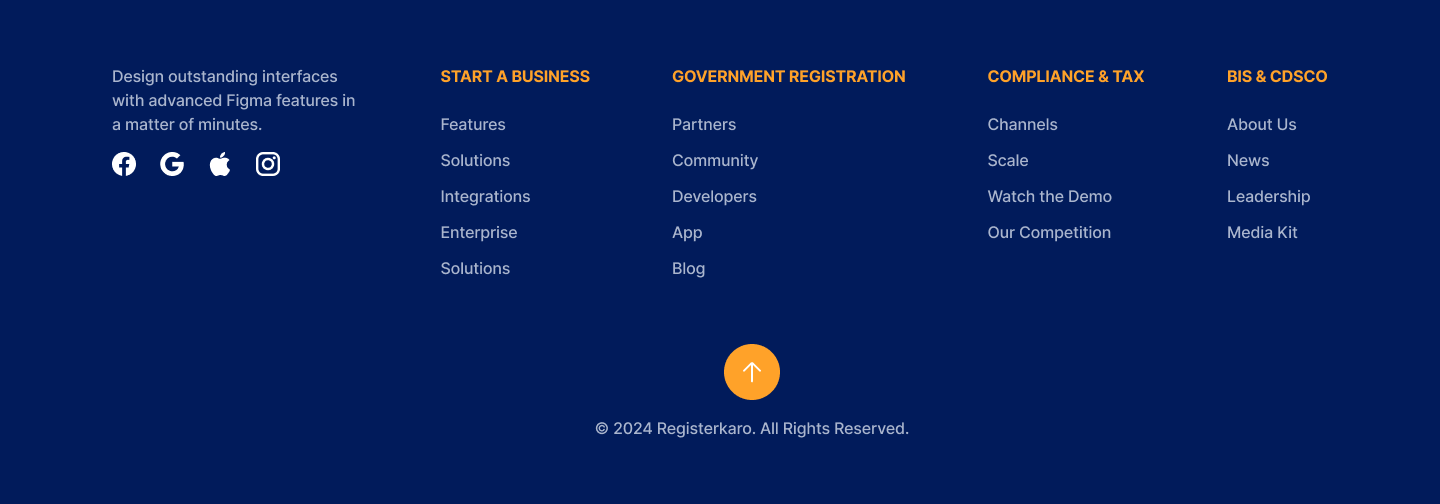 Design outstanding interfaces
with advanced Figma features in
a matter of minutes.
START A BUSINESS
Features
Solutions
Integrations
Enterprise
Solutions
GOVERNMENT REGISTRATION
Partners
Community
Developers
App
Blog
COMPLIANCE & TAX
Channels
Scale
Watch the Demo
Our Competition
BIS & CDSCO
About Us
News
Leadership
Media Kit
© 2024 Registerkaro. All Rights Reserved.